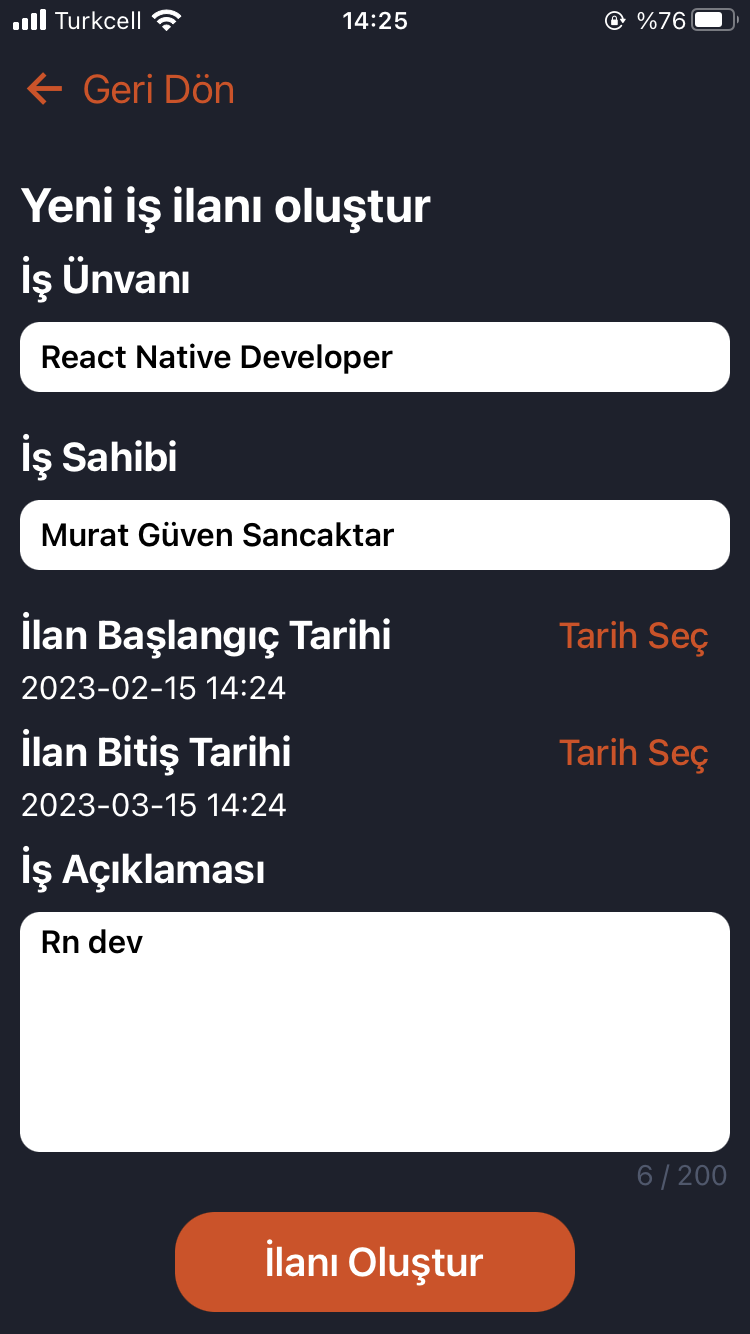 Turkcell 14:25 %76
Geri Dön
Yeni iş ilanı oluştur
İş Ünvanı
React Native Developer
İş Sahibi
Murat Güven Sancaktar
İlan Başlangıç Tarihi Tarih Seç
2023-02-15 14:24
İlan Bitiş Tarihi Tarih Seç
2023-03-15 14:24
İş Açıklaması
Rn dev
6 / 200
İlanı Oluştur